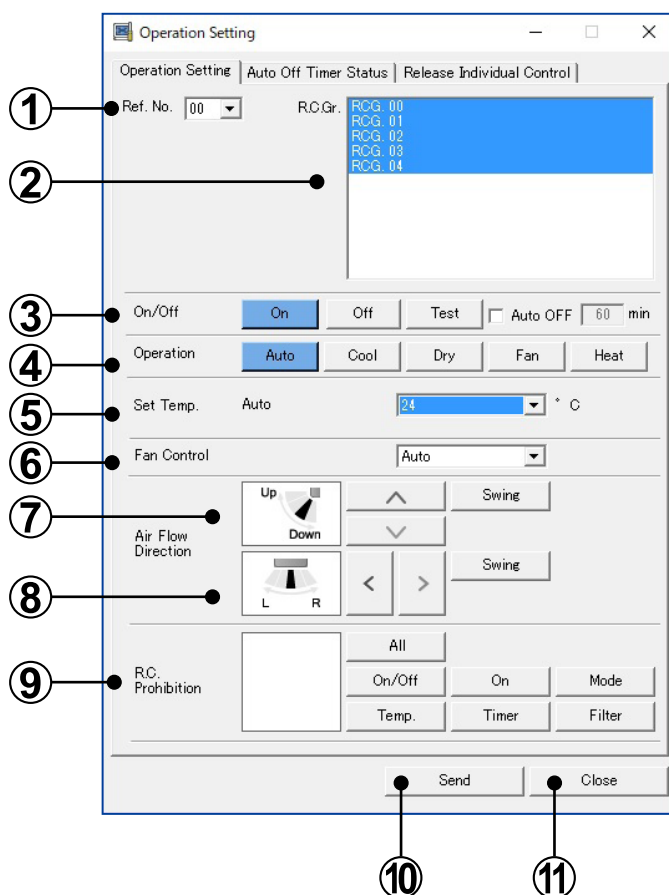 Operation Setting
Operation Setting Auto Off Timer Status Release Individual Control
① Ref. No. 00 R.C.Gr. RCG. 00
RCG. 01
RCG. 02
RCG. 03
② RCG. 04
③ On/Off On Off Test Auto OFF 60 min
④ Operation Auto Cool Dry Fan Heat
⑤ Set Temp. Auto 24 ° C
⑥ Fan Control Auto
⑦ Air Flow Direction Up Down Swing
⑧ L R Swing
All
⑨ R.C. Prohibition On/Off On Mode
Temp. Timer Filter
Send Close
⑩ ⑪